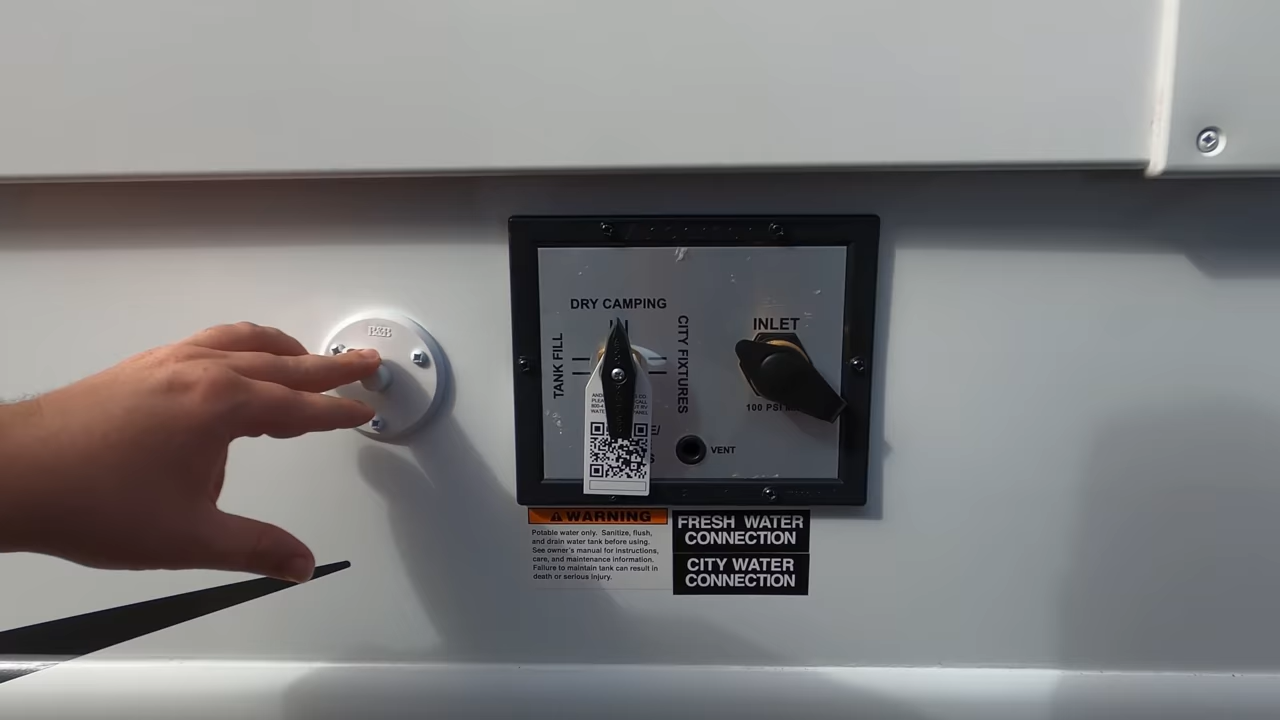 B&B
DRY CAMPING
TANK FILL
CITY FIXTURES
INLET
100 PSI
VENT
WARNING
Potable water only. Sanitize, flush,
and drain water tank before using.
See owner's manual for instructions,
care, and maintenance information.
Failure to maintain tank can result in
death or serious injury.
FRESH WATER
CONNECTION
CITY WATER
CONNECTION